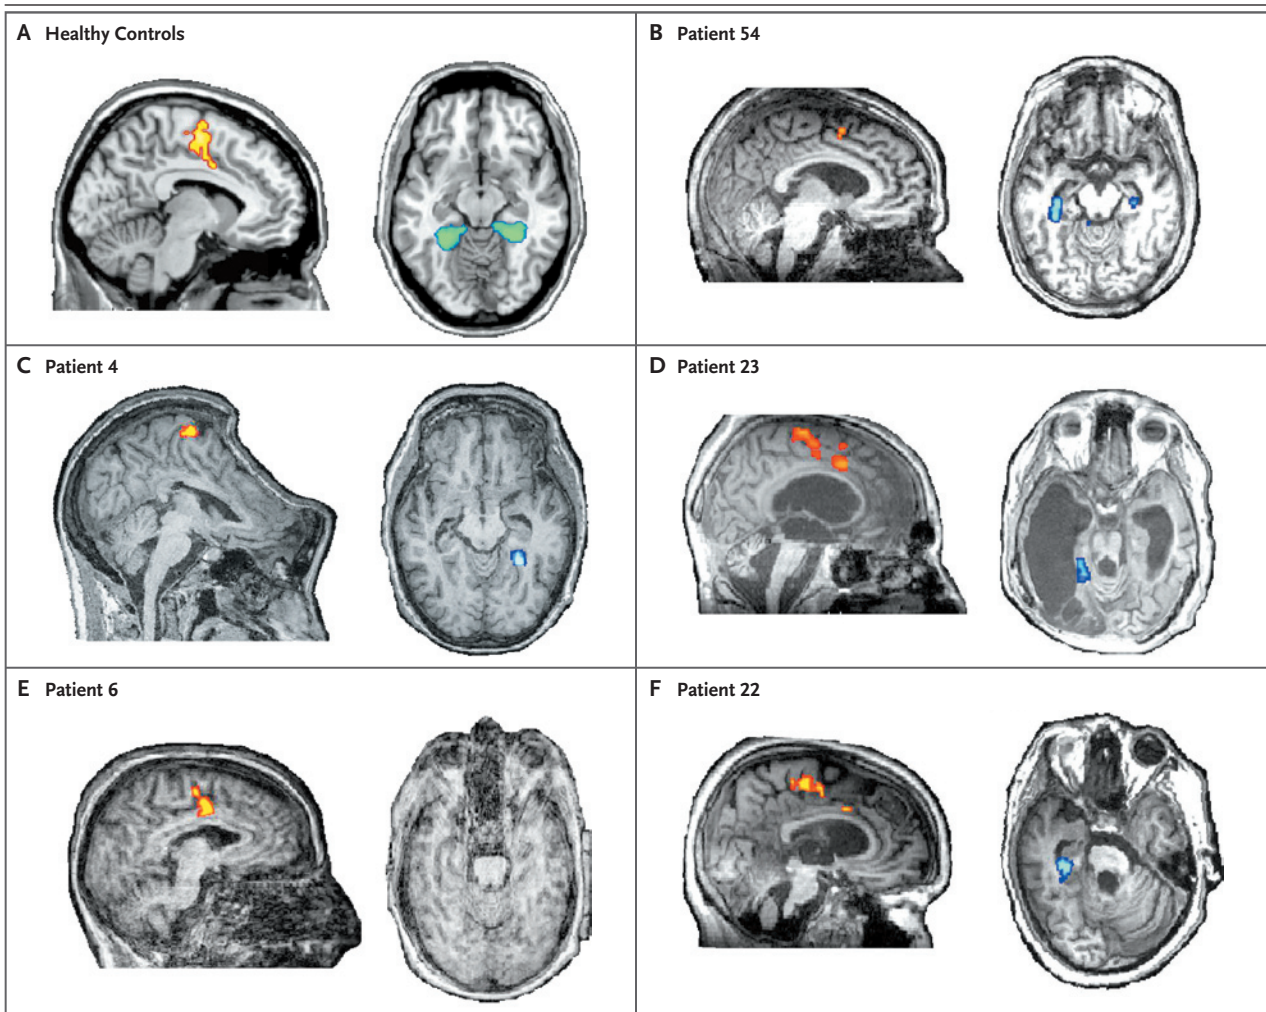 A Healthy Controls
B Patient 54
C Patient 4
D Patient 23
E Patient 6
F Patient 22